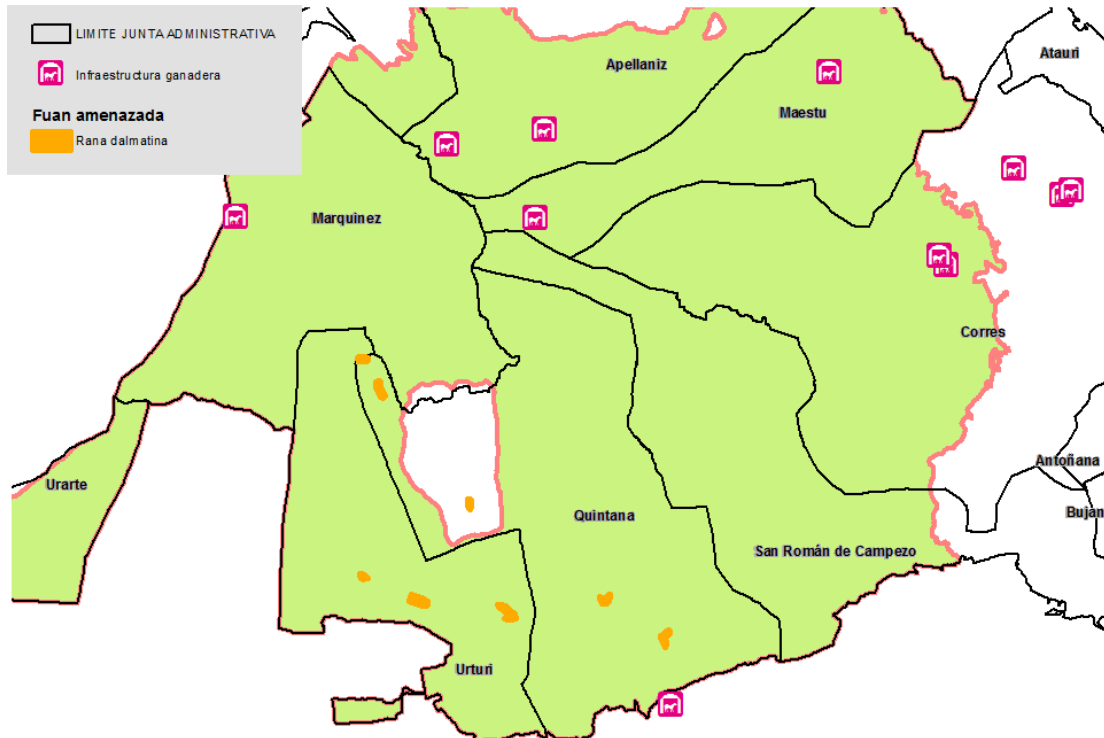 LIMITE JUNTA ADMINISTRATIVA
Infraestructura ganadera
Fuan amenazada
Rana dalmatina
Apellaniz
Atauri
Maestu
Marquinez
Corres
Antoñana
Urarte
Quintana
Bujan
San Román de Campezo
Urturi